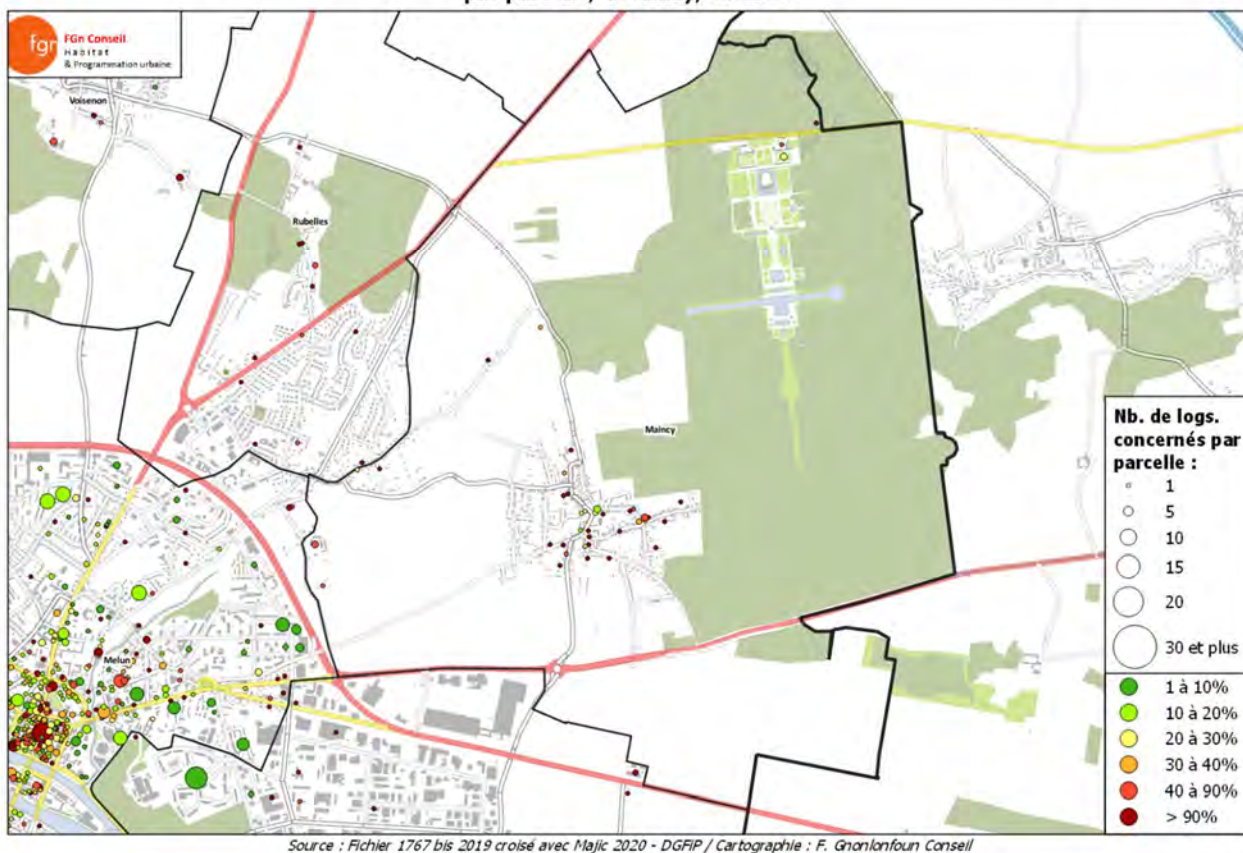 fgn
FGn Conseil
Habitat
& Programmation urbaine
Voisenon
Rubelles
Maincy
Melun
Nb. de logs.
concernés par
parcelle :
1
5
10
15
20
30 et plus
1 à 10%
10 à 20%
20 à 30%
30 à 40%
40 à 90%
> 90%
Source : Fichier 1767 bis 2019 croisé avec Majic 2020 - DGFiP / Cartographie : F. Gnonlonfoun Conseil